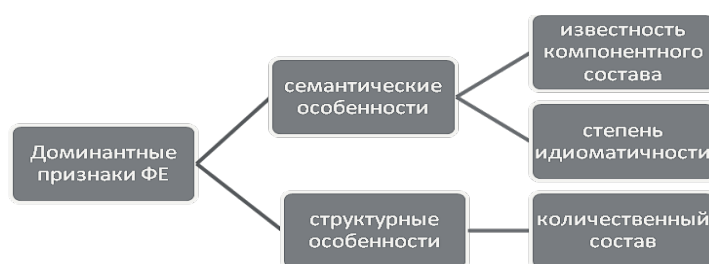 Доминантные
признаки ФЕ
семантические
особенности
известность
компонентного
состава
степень
идиоматичности
структурные
особенности
количественный
состав